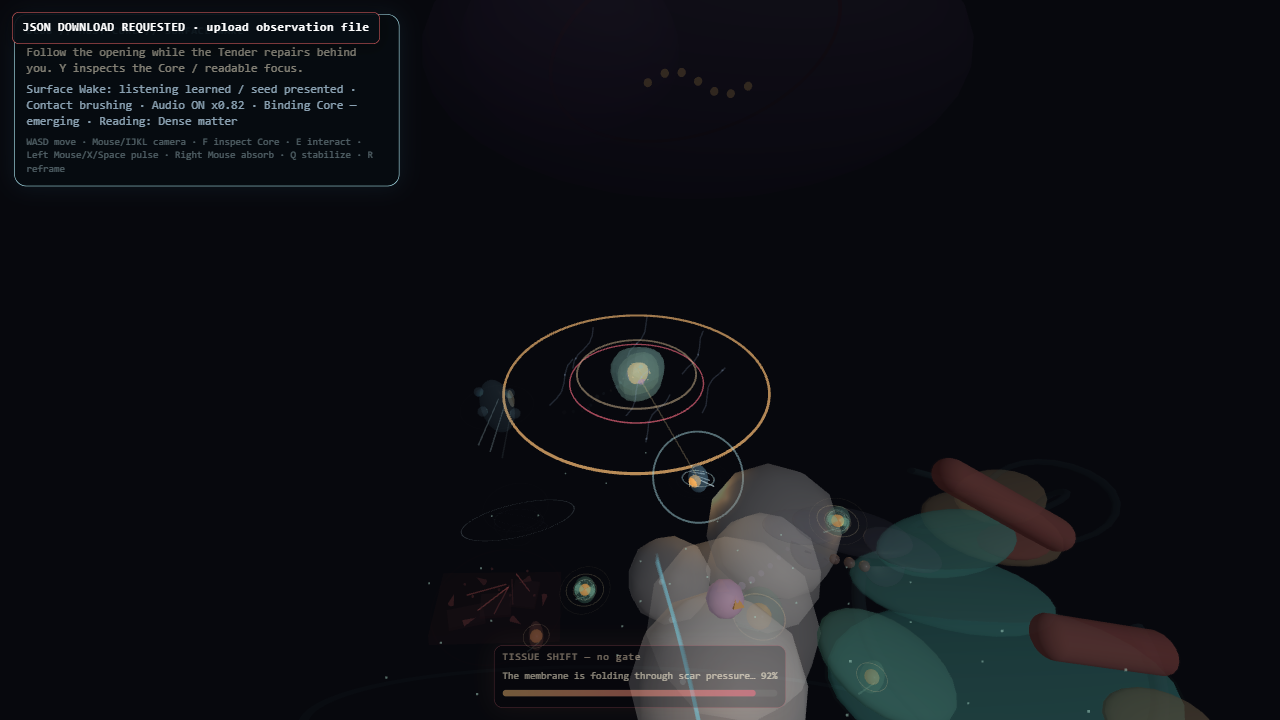 JSON DOWNLOAD REQUESTED · upload observation file
Follow the opening while the Tender repairs behind
you. Y inspects the Core / readable focus.
Surface Wake: listening learned / seed presented ·
Contact brushing · Audio ON x0.82 · Binding Core —
emerging · Reading: Dense matter
WASD move · Mouse/IJKL camera · F inspect Core · E interact ·
Left Mouse/X/Space pulse · Right Mouse absorb · Q stabilize · R
reframe
TISSUE SHIFT — no gate
The membrane is folding through scar pressure… 92%